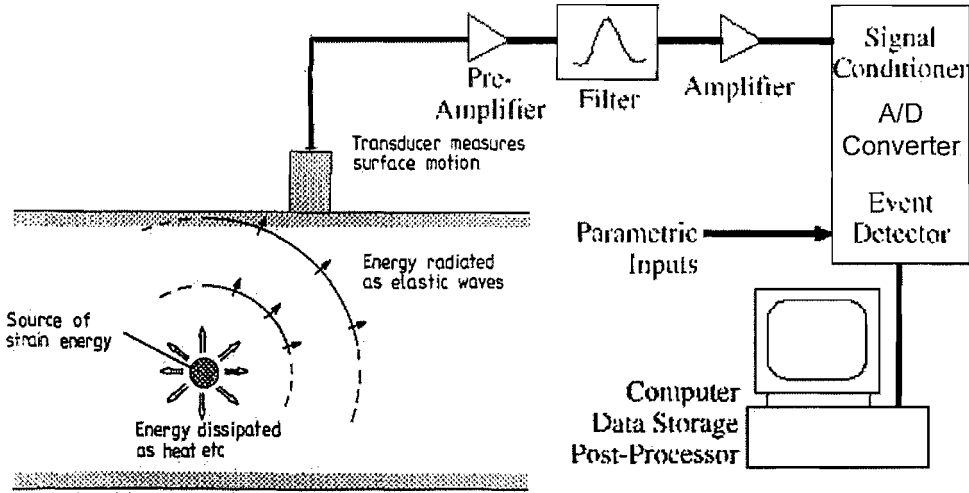 Pre-
Amplifier
Filter
Amplifier
Signal
Conditioner
A/D
Converter
Event
Detector
Transducer measures
surface motion
Parametric
Inputs
Energy radiated
as elastic waves
Source of
strain energy
Energy dissipated
as heat etc
Computer
Data Storage
Post-Processor